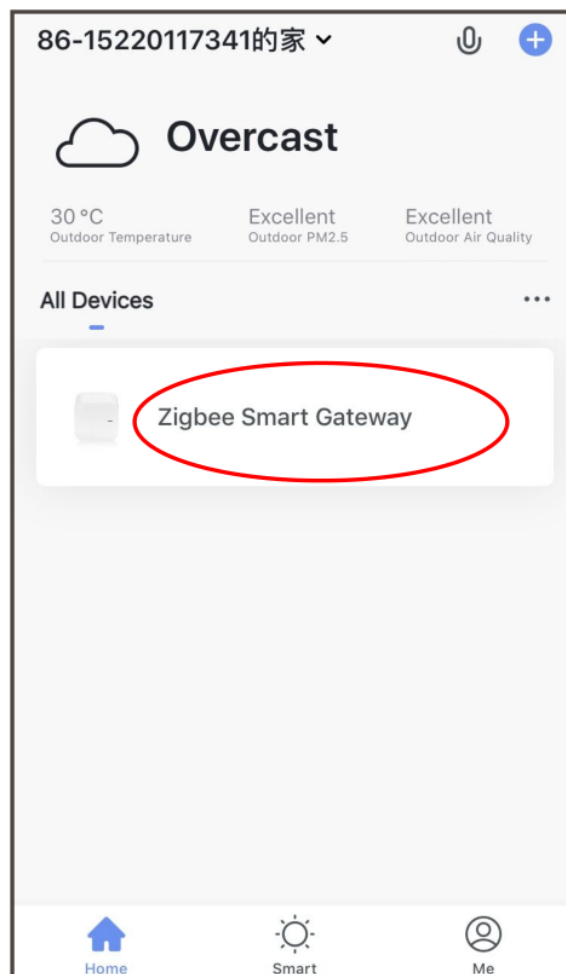 86-15220117341的家
Overcast
30 °C Excellent Excellent
Outdoor Temperature Outdoor PM2.5 Outdoor Air Quality
All Devices
Zigbee Smart Gateway
Home Smart Me